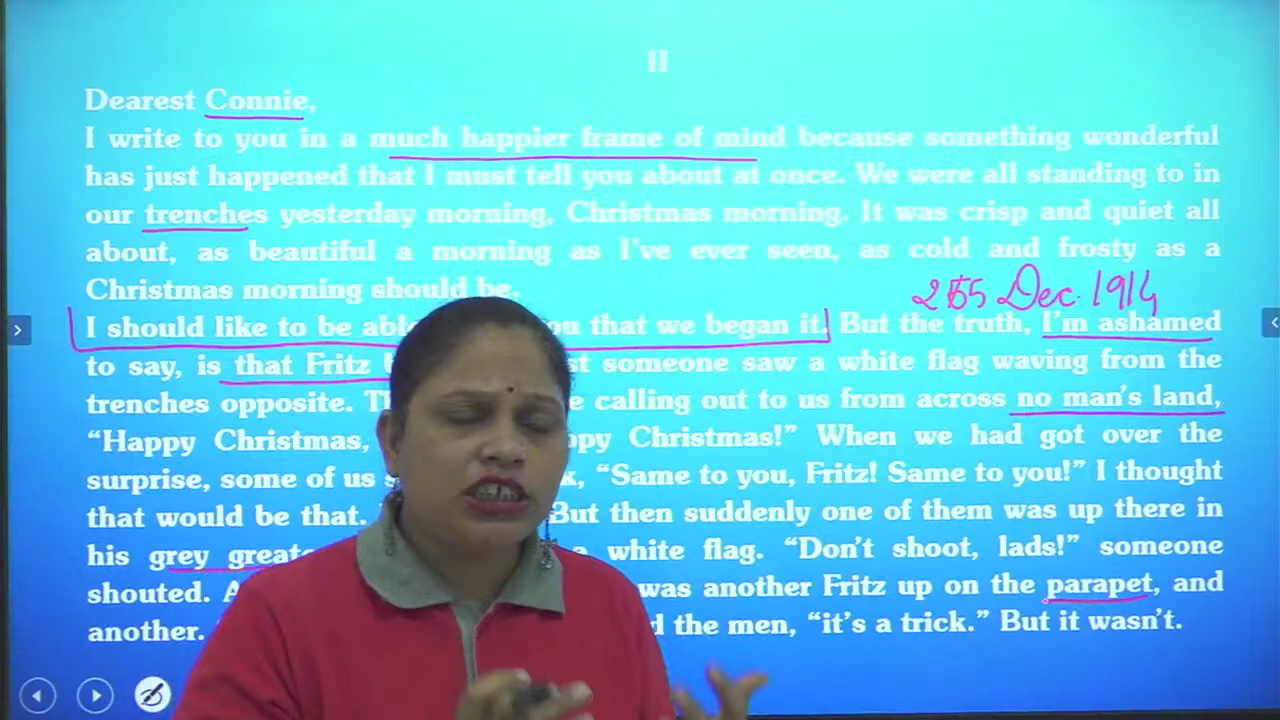 II
Dearest Connie,
I write to you in a much happier frame of mind because something wonderful
has just happened that I must tell you about at once. We were all standing to in
our trenches yesterday morning, Christmas morning. It was crisp and quiet all
about, as beautiful a morning as I've ever seen, as cold and frosty as a
Christmas morning should be.
25 Dec. 1914
I should like to be that we began it. But the truth, I'm ashamed
to say, is that Fritz someone saw a white flag waving from the
trenches opposite. calling out to us from across no man's land,
"Happy Christmas, Christmas!" When we had got over the
surprise, some of us "Same to you, Fritz! Same to you!" I thought
that would be that. But then suddenly one of them was up there in
his grey a white flag. "Don't shoot, lads!" someone
shouted. was another Fritz up on the parapet, and
another. the men, "it's a trick." But it wasn't.